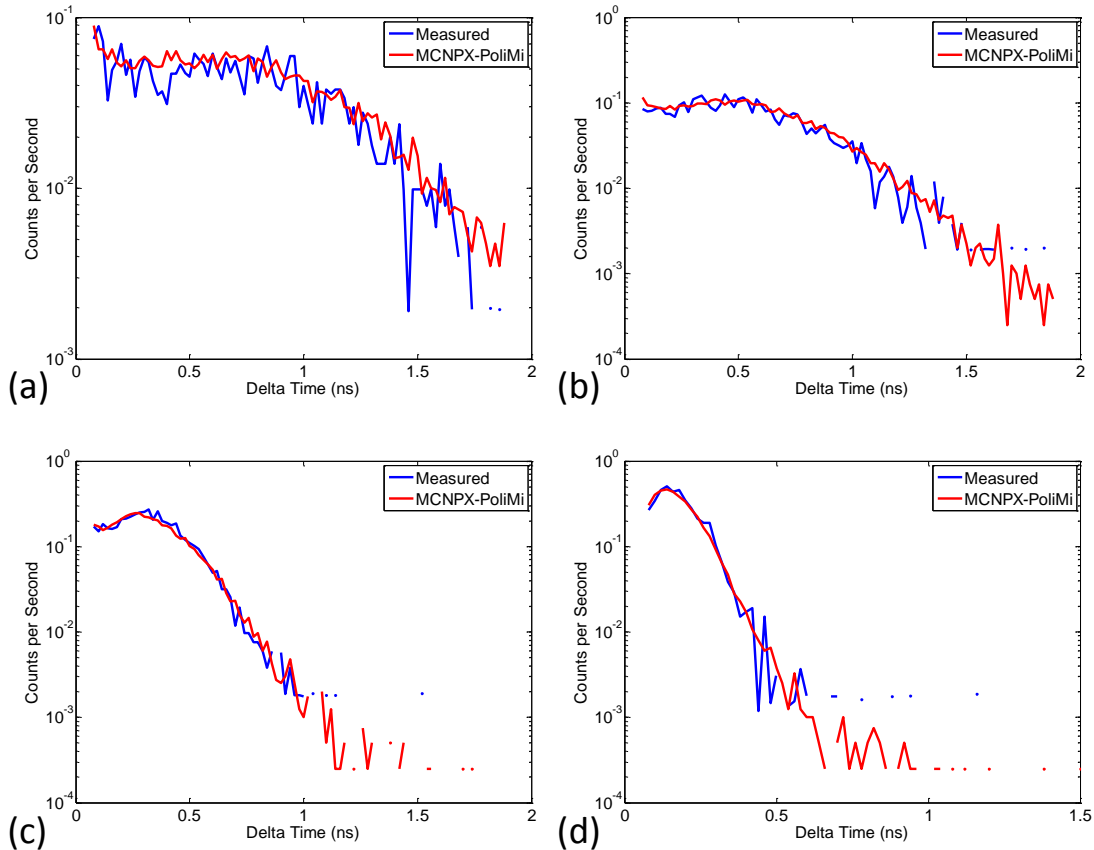 10^-1
Measured
MCNPX-PoliMi
Counts per Second
10^-2
10^-3
0 0.5 1 1.5 2
Delta Time (ns)
(a)
10^0
Measured
MCNPX-PoliMi
10^-1
Counts per Second
10^-2
10^-3
10^-4
0 0.5 1 1.5 2
Delta Time (ns)
(b)
10^0
Measured
MCNPX-PoliMi
10^-1
Counts per Second
10^-2
10^-3
10^-4
0 0.5 1 1.5 2
Delta Time (ns)
(c)
10^0
Measured
MCNPX-PoliMi
10^-1
Counts per Second
10^-2
10^-3
10^-4
0 0.5 1 1.5
Delta Time (ns)
(d)